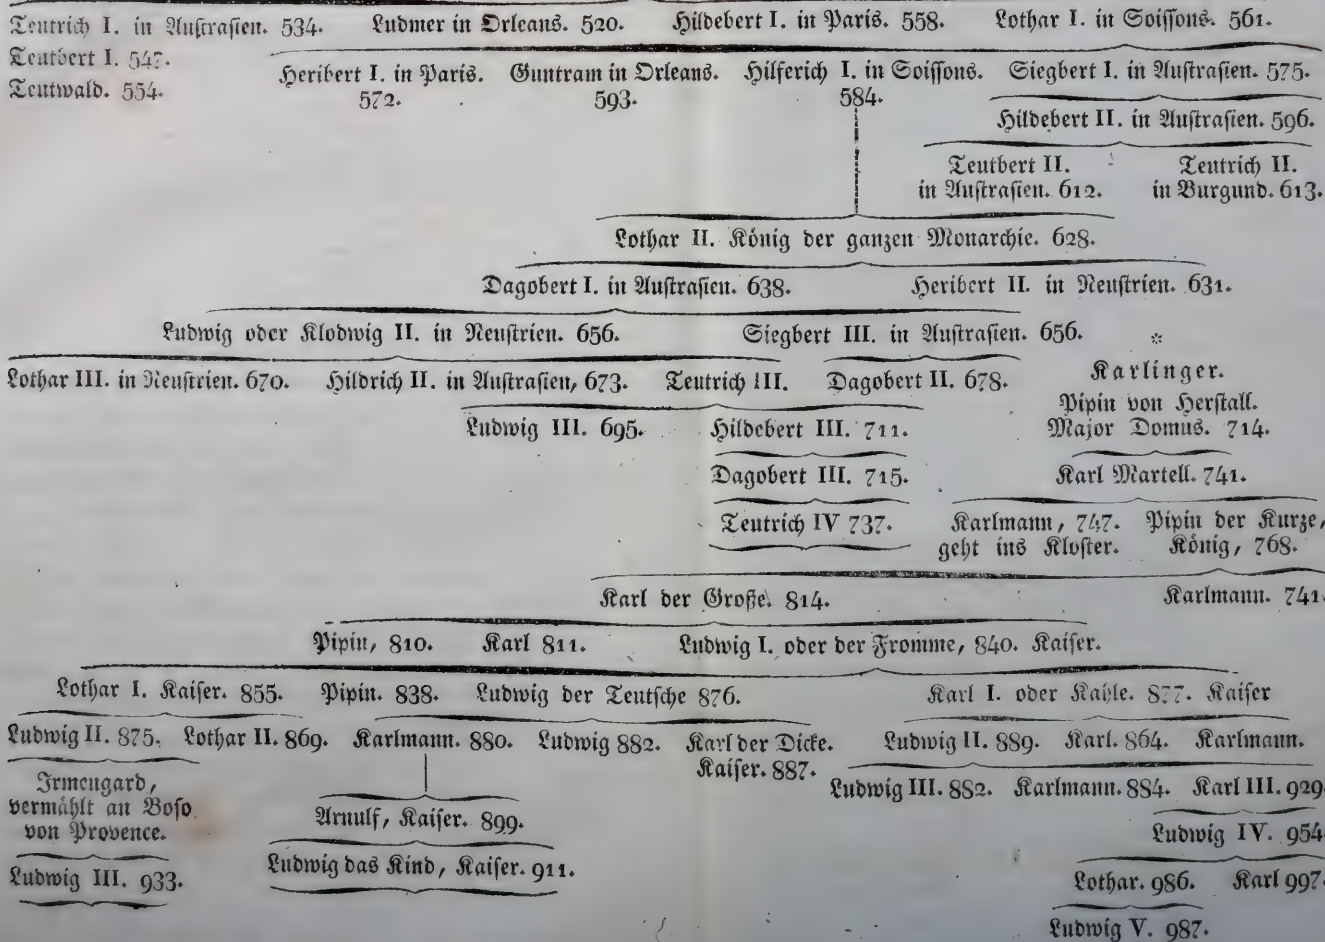 Teutrich I. in Austrasien. 534. Ludmer in Orleans. 520. Hildebert I. in Paris. 558. Lothar I. in Soissons. 561.
Teutbert I. 547.
Teutwald. 554.
Heribert I. in Paris. 572. Guntram in Orleans. 593. Hilferich I. in Soissons. 584. Siegbert I. in Austrasien. 575.
Hildebert II. in Austrasien. 596.
Teutbert II. Teutrich II.
in Austrasien. 612. in Burgund. 613.
Lothar II. König der ganzen Monarchie. 628.
Dagobert I. in Austrasien. 638. Heribert II. in Neustrien. 631.
Ludwig oder Klodwig II. in Neustrien. 656. Siegbert III. in Austrasien. 656.
Lothar III. in Neustrien. 670. Hildrich II. in Austrasien, 673. Teutrich III. Dagobert II. 678.
*
Karlinger.
Pipin von Herstall.
Major Domus. 714.
Ludwig III. 695. Hildebert III. 711.
Dagobert III. 715. Karl Martell. 741.
Teutrich IV 737. Karlmann, 747. Pipin der Kurze,
geht ins Kloster. König, 768.
Karl der Große. 814. Karlmann. 741.
Pipin, 810. Karl 811. Ludwig I. oder der Fromme, 840. Kaiser.
Lothar I. Kaiser. 855. Pipin. 838. Ludwig der Teutsche 876. Karl I. oder Kahle. 877. Kaiser
Ludwig II. 875. Lothar II. 869. Karlmann. 880. Ludwig 882. Karl der Dicke. Ludwig II. 889. Karl. 864. Karlmann.
Kaiser. 887.
Irmengard,
vermählt an Boso
von Provence.
Ludwig III. 882. Karlmann. 884. Karl III. 929
Arnulf, Kaiser. 899. Ludwig IV. 954
Ludwig das Kind, Kaiser. 911.
Ludwig III. 933. Lothar. 986. Karl 997.
Ludwig V. 987.